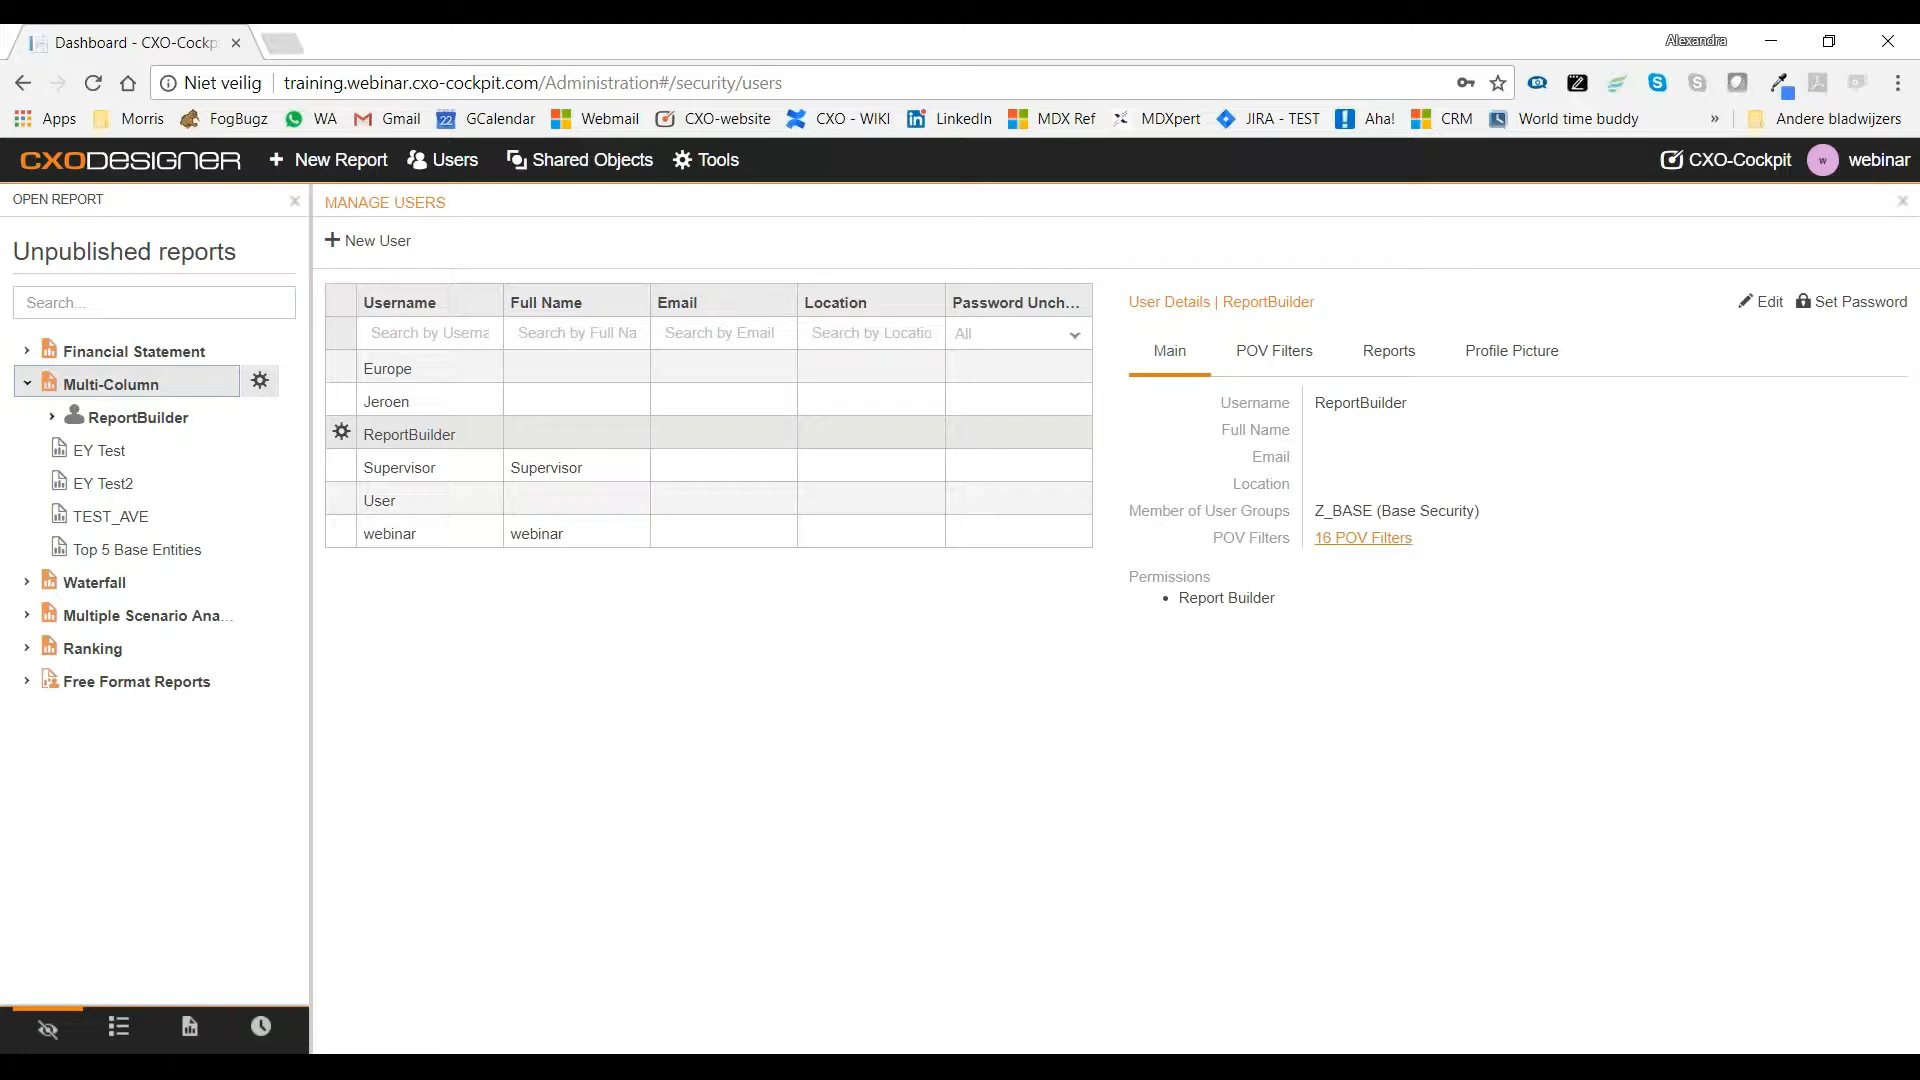 Dashboard - CXO-Cockp
Alexandra
Niet veilig
training.webinar.cxo-cockpit.com/Administration#/security/users
Apps Morris FogBugz WA Gmail 22 GCalendar Webmail CXO-website CXO - WIKI LinkedIn MDX Ref MDXpert JIRA - TEST Aha! CRM World time buddy » Andere bladwijzers
CXODESIGNER + New Report Users Shared Objects Tools CXO-Cockpit w webinar
OPEN REPORT
Unpublished reports
Search...
Financial Statement
Multi-Column
ReportBuilder
EY Test
EY Test2
TEST_AVE
Top 5 Base Entities
Waterfall
Multiple Scenario Ana...
Ranking
Free Format Reports
MANAGE USERS
+ New User
Username Full Name Email Location Password Unch...
Search by Userna Search by Full Na Search by Email Search by Locatio All
Europe
Jeroen
ReportBuilder
Supervisor Supervisor
User
webinar webinar
User Details | ReportBuilder Edit Set Password
Main POV Filters Reports Profile Picture
Username ReportBuilder
Full Name
Email
Location
Member of User Groups Z_BASE (Base Security)
POV Filters 16 POV Filters
Permissions
• Report Builder